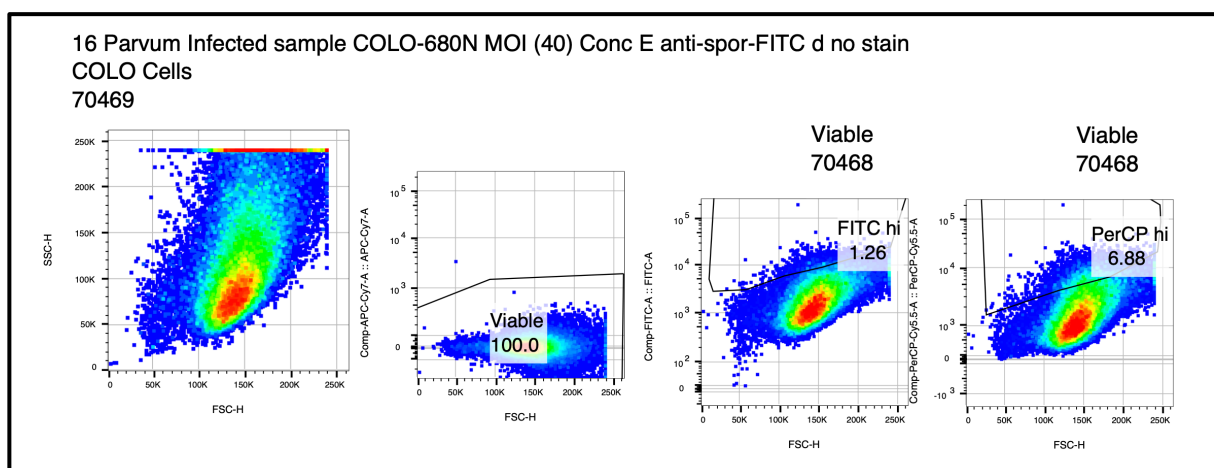 16 Parvum Infected sample COLO-680N MOI (40) Conc E anti-spor-FITC d no stain
COLO Cells
70469
250K
200K
150K
100K
50K
0
SSC-H
0 50K 100K 150K 200K 250K
FSC-H
10 5
10 4
10 3
0
Comp-APC-Cy7-A :: APC-Cy7-A
Viable
100.0
0 50K 100K 150K 200K 250K
FSC-H
Viable
70468
10 5
10 4
10 3
10 2
0
Comp-FITC-A :: FITC-A
FITC hi
1.26
0 50K 100K 150K 200K 250K
FSC-H
Viable
70468
10 5
10 4
10 3
0
-10 3
Comp-PerCP-Cy5.5-A :: PerCP-Cy5.5-A
PerCP hi
6.88
0 50K 100K 150K 200K 250K
FSC-H